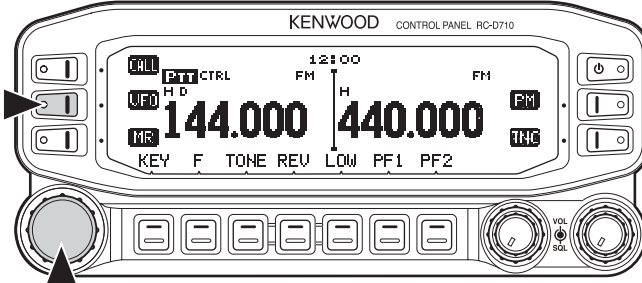 KENWOOD CONTROL PANEL RC-D710
12:00
CALL PTT CTRL FM FM
VFO H D H PM
144.000 440.000
MR TNC
KEY F TONE REV LOW PF1 PF2
VOL
SQL